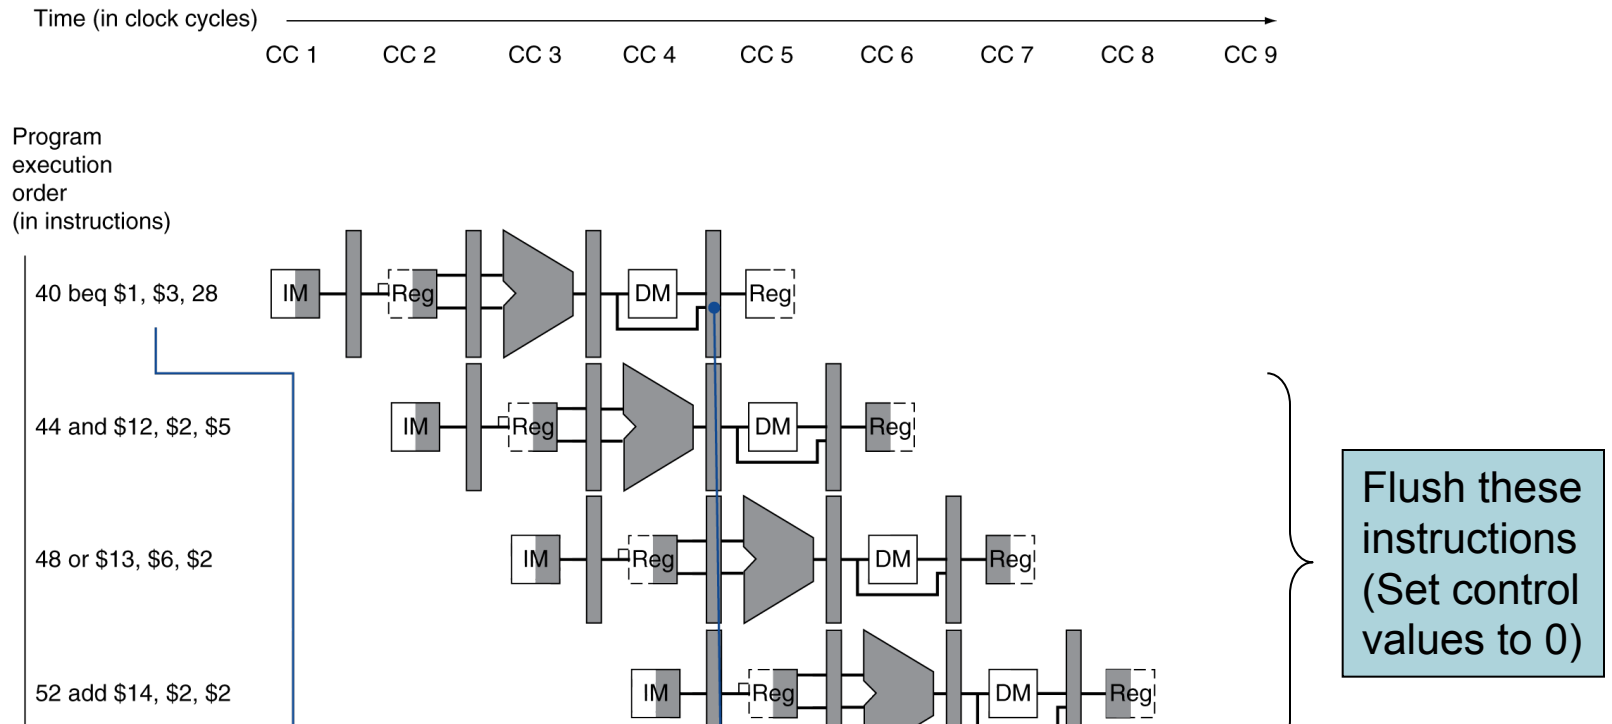 Time (in clock cycles)
CC 1 CC 2 CC 3 CC 4 CC 5 CC 6 CC 7 CC 8 CC 9
Program
execution
order
(in instructions)
40 beq $1, $3, 28
IM Reg DM Reg
44 and $12, $2, $5
IM Reg DM Reg
48 or $13, $6, $2
IM Reg DM Reg
52 add $14, $2, $2
IM Reg DM Reg
Flush these
instructions
(Set control
values to 0)